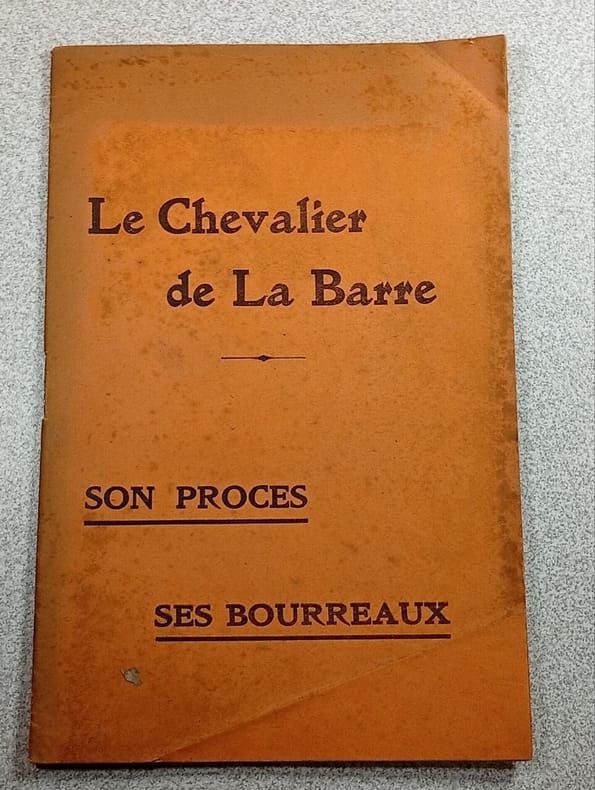 Le Chevalier
de La Barre
SON PROCES
SES BOURREAUX